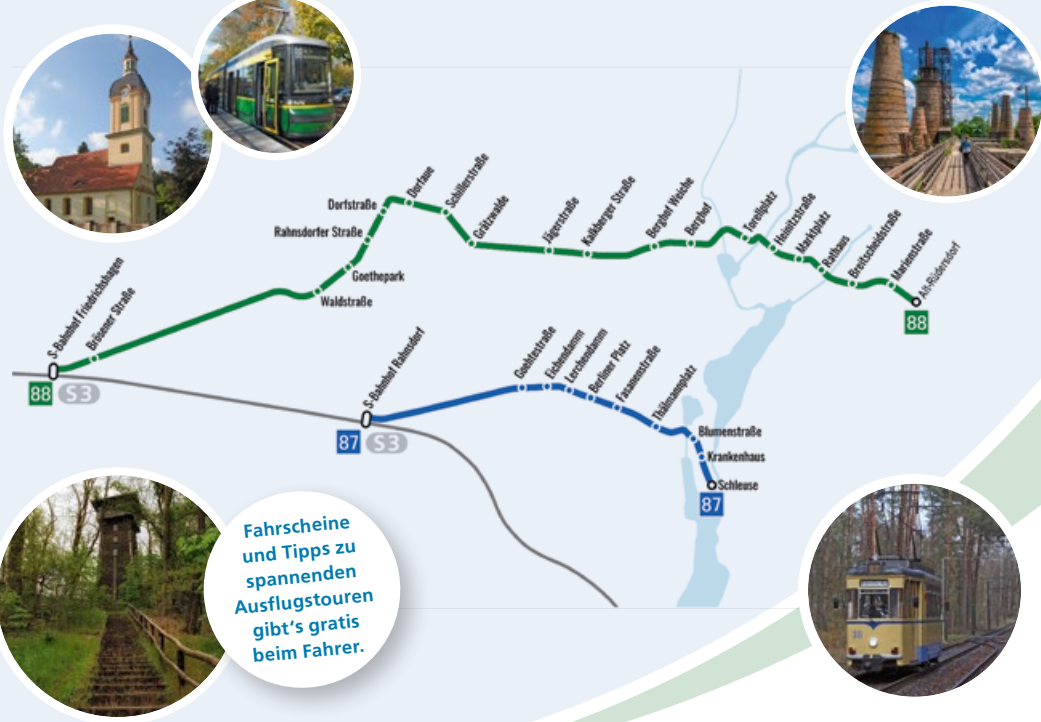 S-Bahnhof Friedrichshagen
Brösener Straße
Waldstraße
Goethepark
Rahnsdorfer Straße
Dorfstraße
Dorfaue
Schillerstraße
Grätzwalde
Jägerstraße
Kalkberger Straße
Berghof Weiche
Berghof
Torellplatz
Heinitzstraße
Marktplatz
Rathaus
Breitscheidstraße
Marienstraße
Alt-Rüdersdorf
88
88 S3
S-Bahnhof Rahnsdorf
Goehtestraße
Eichendamm
Lerchendamm
Berliner Platz
Fasanenstraße
Thälmannplatz
Blumenstraße
Krankenhaus
Schleuse
87
87 S3
Fahrscheine
und Tipps zu
spannenden
Ausflugstouren
gibt's gratis
beim Fahrer.